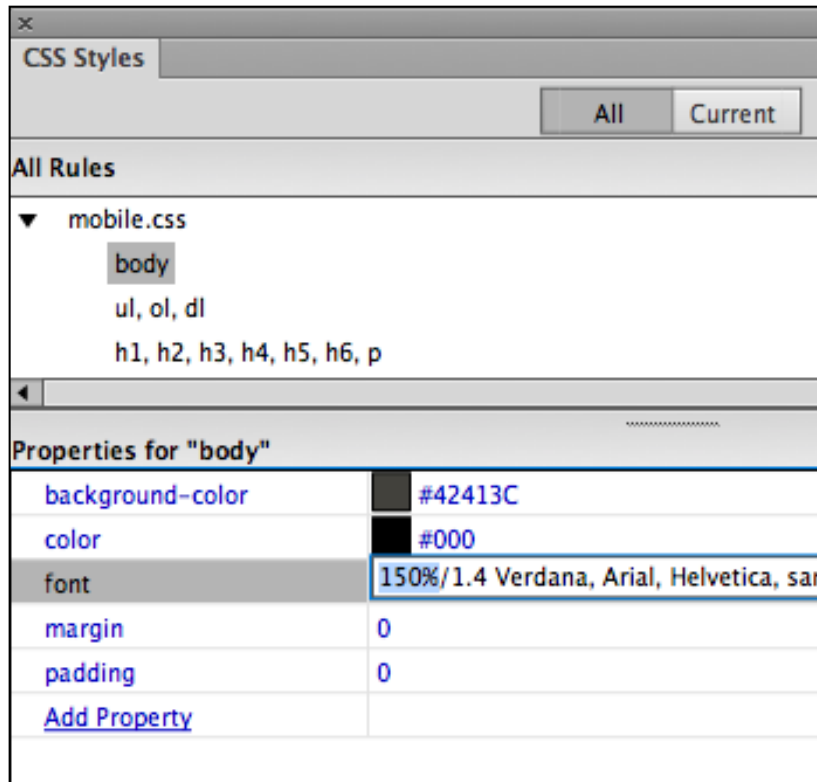 CSS Styles
All Current
All Rules
mobile.css
body
ul, ol, dl
h1, h2, h3, h4, h5, h6, p
Properties for "body"
background-color #42413C
color #000
font 150%/1.4 Verdana, Arial, Helvetica,
margin 0
padding 0
Add Property